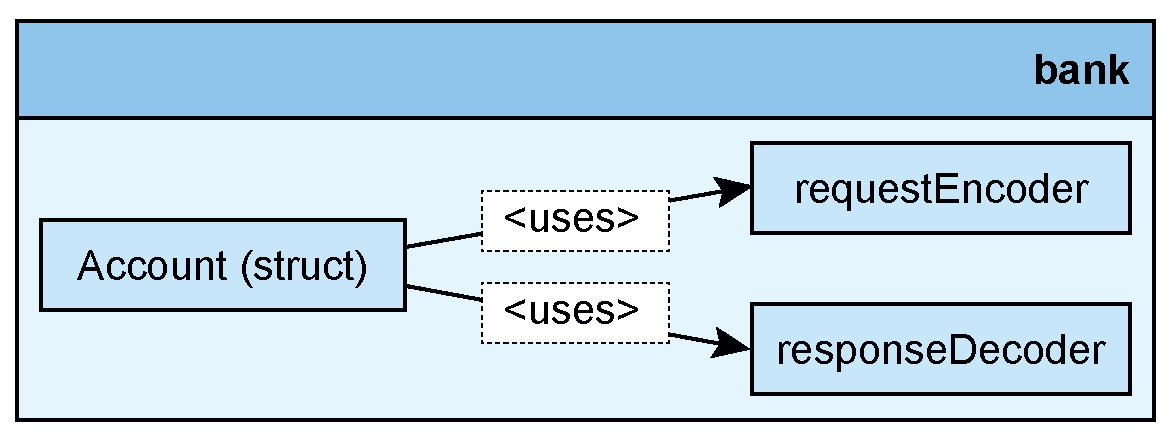 bank
requestEncoder
<uses>
Account (struct)
<uses>
responseDecoder